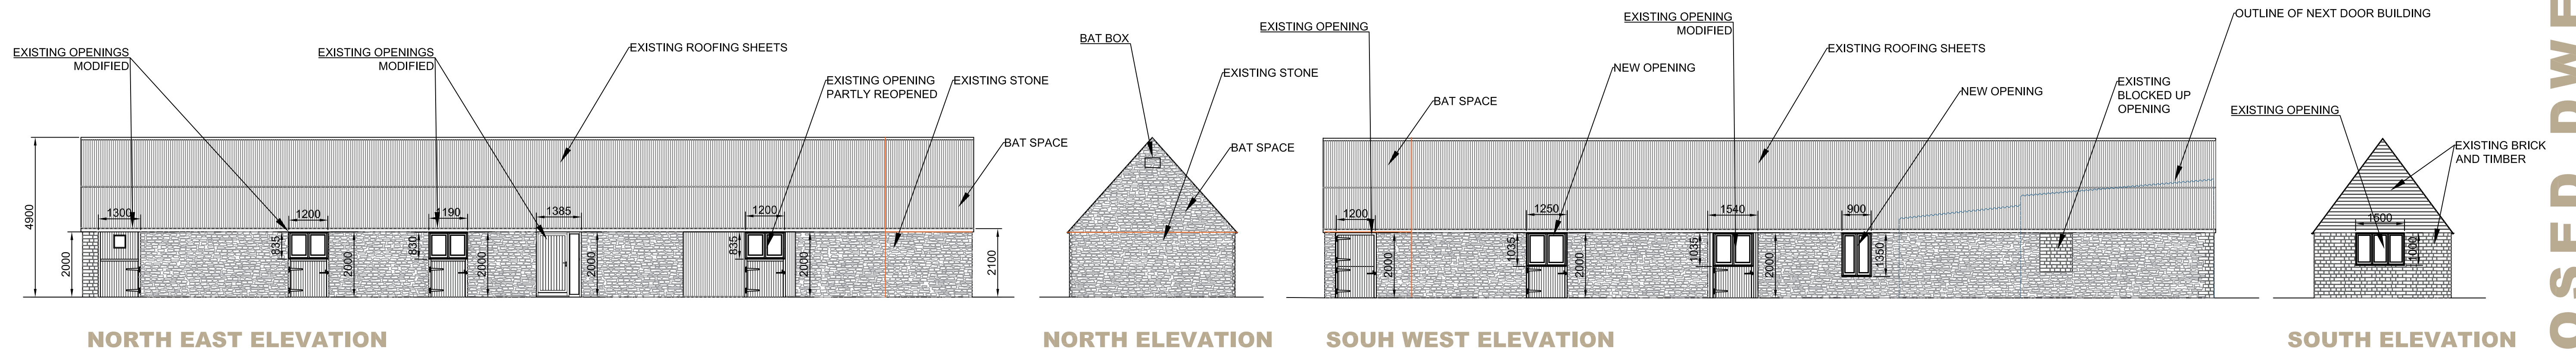 EXISTING OPENINGS
MODIFIED
EXISTING OPENINGS
MODIFIED
EXISTING ROOFING SHEETS
EXISTING OPENING
PARTLY REOPENED
EXISTING STONE
BAT SPACE
4900
2000
1300
1200
835
2000
1190
830
2000
1385
2000
1200
835
2000
2100
NORTH EAST ELEVATION
BAT BOX
EXISTING STONE
BAT SPACE
NORTH ELEVATION
EXISTING OPENING
BAT SPACE
NEW OPENING
EXISTING OPENING
MODIFIED
EXISTING ROOFING SHEETS
NEW OPENING
EXISTING
BLOCKED UP
OPENING
OUTLINE OF NEXT DOOR BUILDING
1200
2000
1250
1035
2000
1540
1035
2000
900
1350
SOUH WEST ELEVATION
EXISTING OPENING
EXISTING BRICK
AND TIMBER
1600
1000
SOUTH ELEVATION
OSED DWE